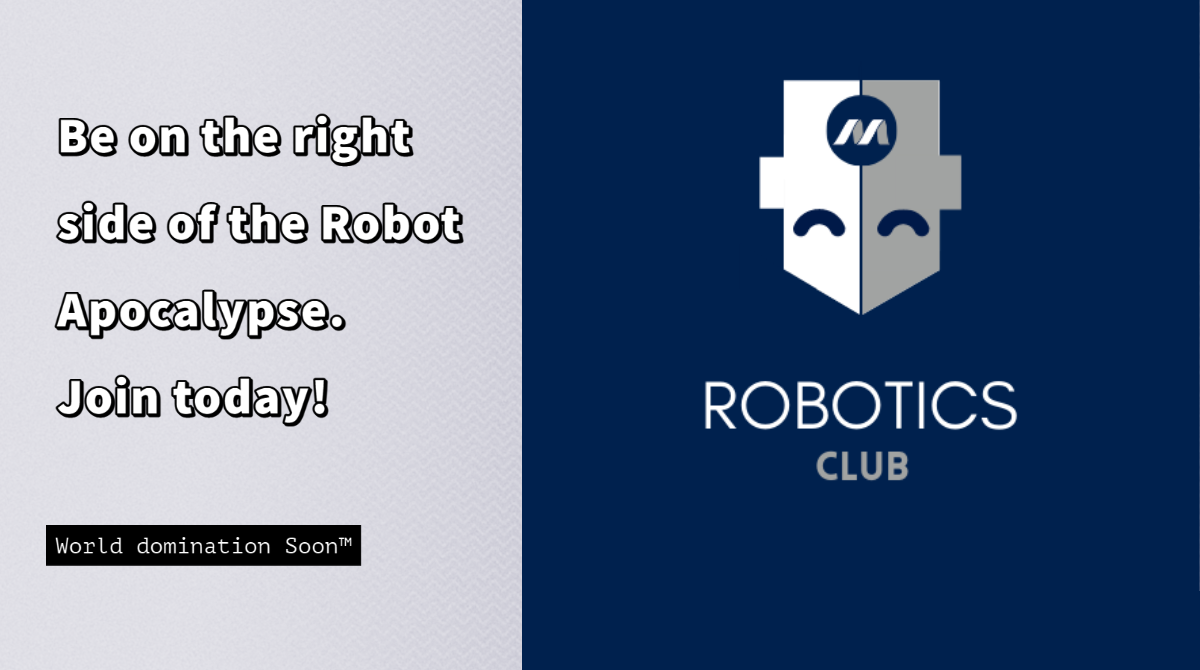 Be on the right
side of the Robot
Apocalypse.
Join today!
World domination Soon™
M
ROBOTICS
CLUB